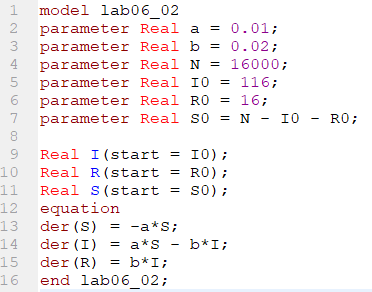 1 model lab06_02
2 parameter Real a = 0.01;
3 parameter Real b = 0.02;
4 parameter Real N = 16000;
5 parameter Real I0 = 116;
6 parameter Real R0 = 16;
7 parameter Real S0 = N - I0 - R0;
8
9 Real I(start = I0);
10 Real R(start = R0);
11 Real S(start = S0);
12 equation
13 der(S) = -a*S;
14 der(I) = a*S - b*I;
15 der(R) = b*I;
16 end lab06_02;